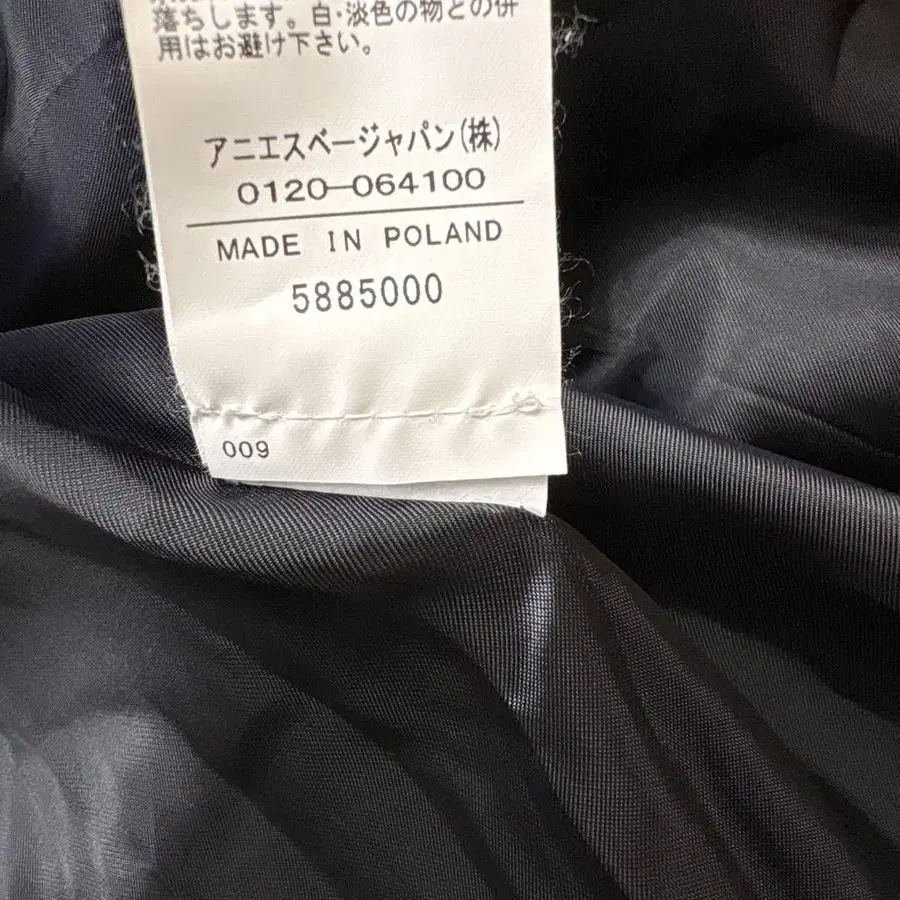 落ちします。白・淡色の物との併
用はお避け下さい。
アニエスベージャパン(株)
0120-064100
MADE IN POLAND
5885000
009